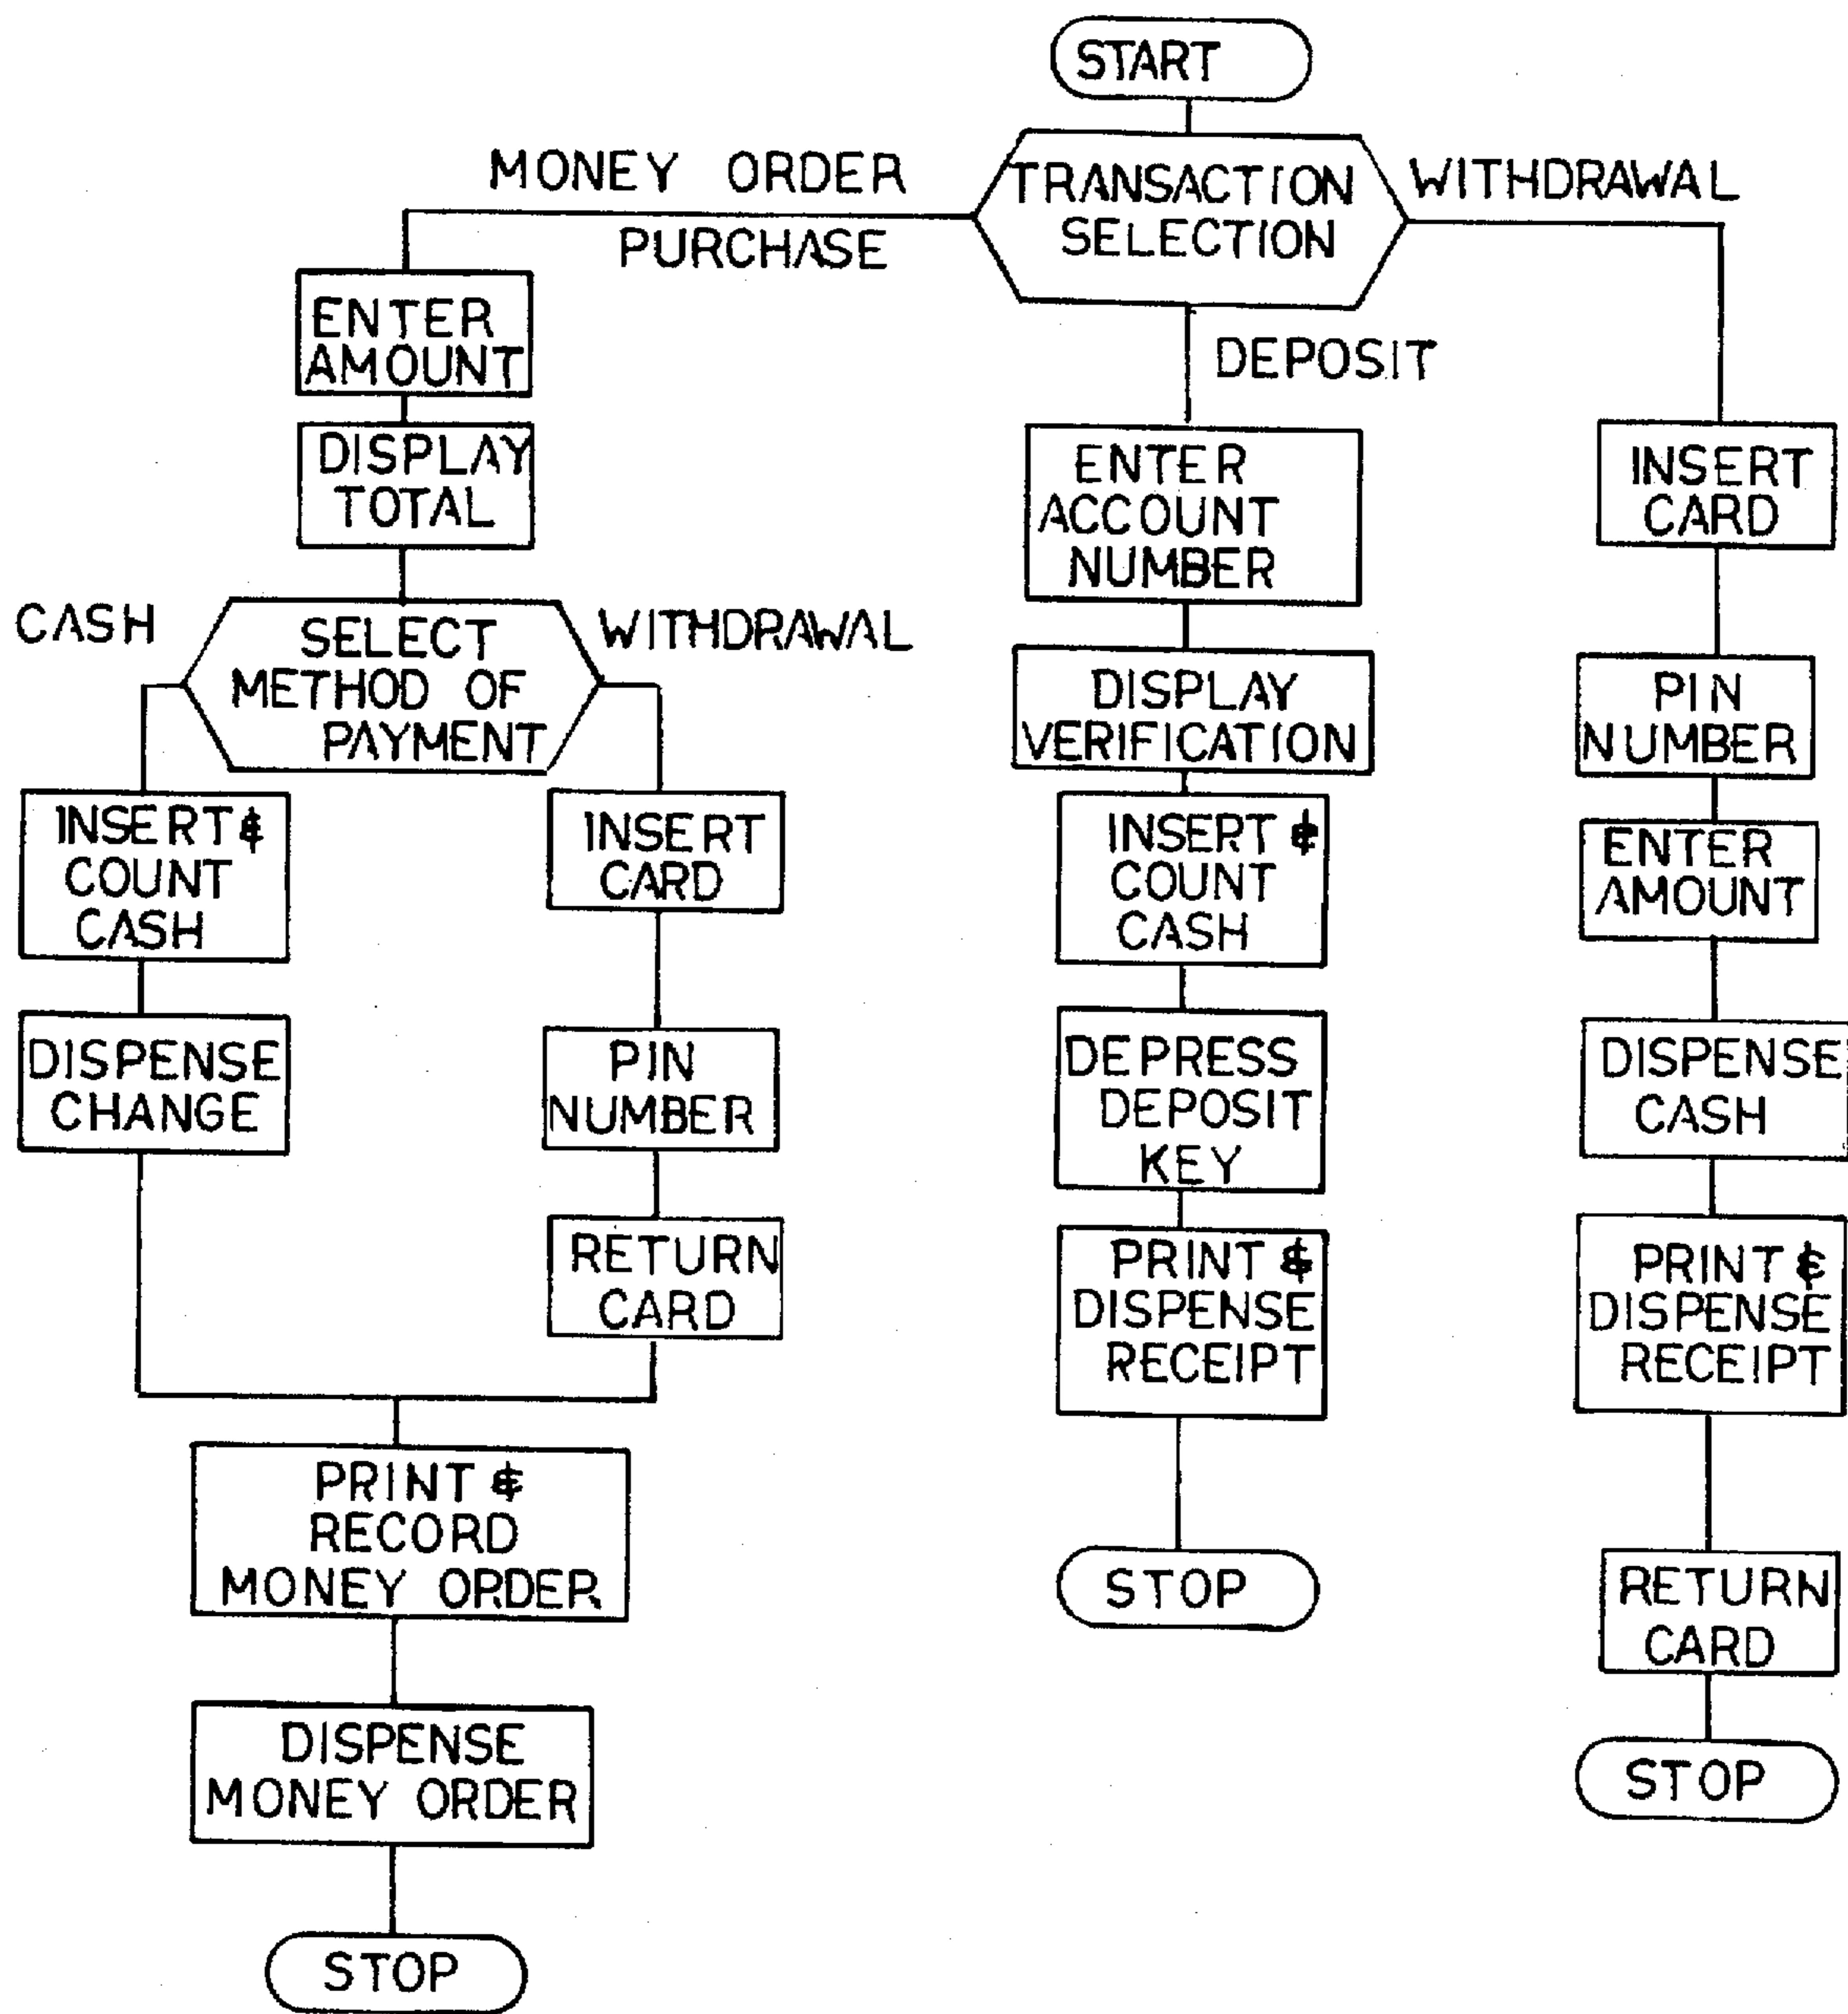 START
TRANSACTION
SELECTION
MONEY ORDER
PURCHASE
WITHDRAWAL
DEPOSIT
ENTER
AMOUNT
DISPLAY
TOTAL
SELECT
METHOD OF
PAYMENT
CASH
WITHDRAWAL
INSERT &
COUNT
CASH
DISPENSE
CHANGE
INSERT
CARD
PIN
NUMBER
RETURN
CARD
PRINT &
RECORD
MONEY ORDER
DISPENSE
MONEY ORDER
STOP
ENTER
ACCOUNT
NUMBER
DISPLAY
VERIFICATION
INSERT &
COUNT
CASH
DEPRESS
DEPOSIT
KEY
PRINT &
DISPENSE
RECEIPT
STOP
INSERT
CARD
PIN
NUMBER
ENTER
AMOUNT
DISPENSE
CASH
PRINT &
DISPENSE
RECEIPT
RETURN
CARD
STOP